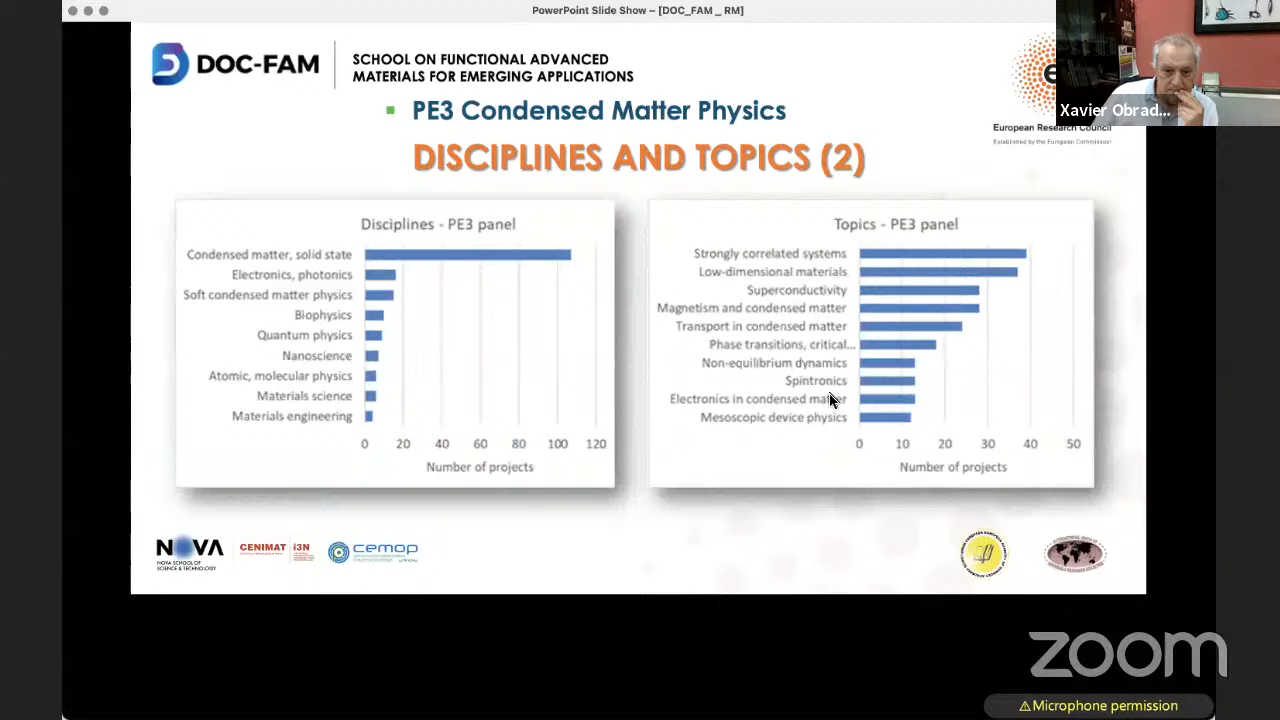 PowerPoint Slide Show – [DOC_FAM _ RM]
DOC-FAM
SCHOOL ON FUNCTIONAL ADVANCED
MATERIALS FOR EMERGING APPLICATIONS
PE3 Condensed Matter Physics
DISCIPLINES AND TOPICS (2)
e
European Research Council
Established by the European Commission
Xavier Obrad...
Disciplines - PE3 panel
Condensed matter, solid state
Electronics, photonics
Soft condensed matter physics
Biophysics
Quantum physics
Nanoscience
Atomic, molecular physics
Materials science
Materials engineering
0 20 40 60 80 100 120
Number of projects
Topics - PE3 panel
Strongly correlated systems
Low-dimensional materials
Superconductivity
Magnetism and condensed matter
Transport in condensed matter
Phase transitions, critical...
Non-equilibrium dynamics
Spintronics
Electronics in condensed matter
Mesoscopic device physics
0 10 20 30 40 50
Number of projects
NOVA
NOVA SCHOOL OF
SCIENCE & TECHNOLOGY
CENIMAT i3N
cemop
zoom
⚠Microphone permission